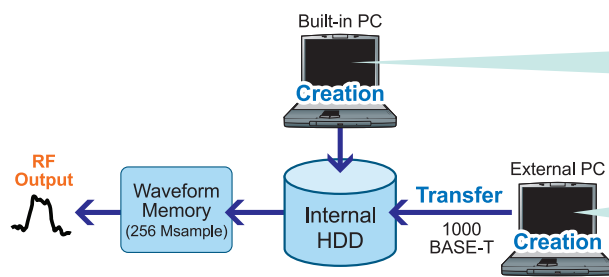 Built-in PC
Creation
RF
Output
Waveform
Memory
(256 Msample)
Internal
HDD
Transfer
1000
BASE-T
External PC
Creation